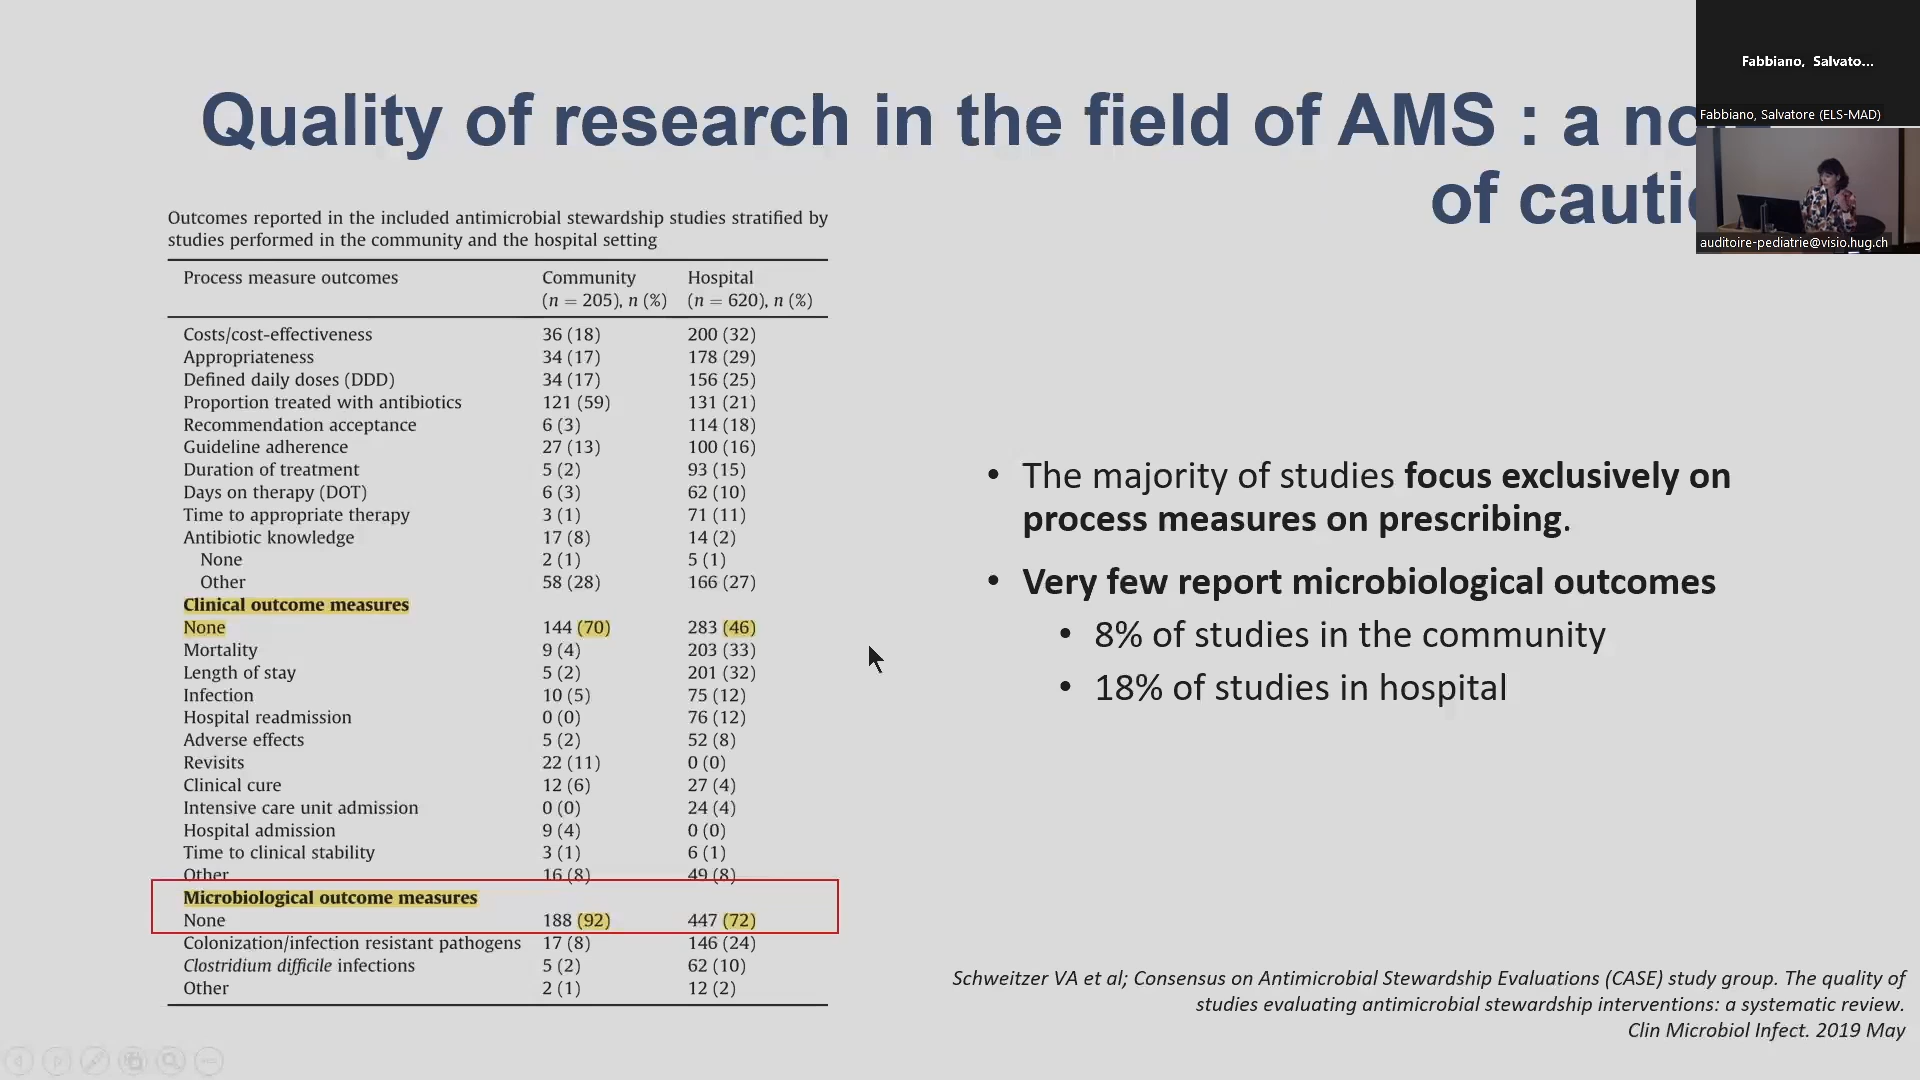 Quality of research in the field of AMS : a
of
Fabbiano, Salvato...
Fabbiano, Salvatore (ELS-MAD)
auditoire-pediatrie@visio.hug.ch
Outcomes reported in the included antimicrobial stewardship studies stratified by
studies performed in the community and the hospital setting
Process measure outcomes Community Hospital
(n = 205), n (%) (n = 620), n (%)
Costs/cost-effectiveness 36 (18) 200 (32)
Appropriateness 34 (17) 178 (29)
Defined daily doses (DDD) 34 (17) 156 (25)
Proportion treated with antibiotics 121 (59) 131 (21)
Recommendation acceptance 6 (3) 114 (18)
Guideline adherence 27 (13) 100 (16)
Duration of treatment 5 (2) 93 (15)
Days on therapy (DOT) 6 (3) 62 (10)
Time to appropriate therapy 3 (1) 71 (11)
Antibiotic knowledge 17 (8) 14 (2)
None 2 (1) 5 (1)
Other 58 (28) 166 (27)
Clinical outcome measures
None 144 (70) 283 (46)
Mortality 9 (4) 203 (33)
Length of stay 5 (2) 201 (32)
Infection 10 (5) 75 (12)
Hospital readmission 0 (0) 76 (12)
Adverse effects 5 (2) 52 (8)
Revisits 22 (11) 0 (0)
Clinical cure 12 (6) 27 (4)
Intensive care unit admission 0 (0) 24 (4)
Hospital admission 9 (4) 0 (0)
Time to clinical stability 3 (1) 6 (1)
Other 16 (8) 49 (8)
Microbiological outcome measures
None 188 (92) 447 (72)
Colonization/infection resistant pathogens 17 (8) 146 (24)
Clostridium difficile infections 5 (2) 62 (10)
Other 2 (1) 12 (2)
• The majority of studies focus exclusively on
process measures on prescribing.
• Very few report microbiological outcomes
• 8% of studies in the community
• 18% of studies in hospital
Schweitzer VA et al; Consensus on Antimicrobial Stewardship Evaluations (CASE) study group. The quality of
studies evaluating antimicrobial stewardship interventions: a systematic review.
Clin Microbiol Infect. 2019 May